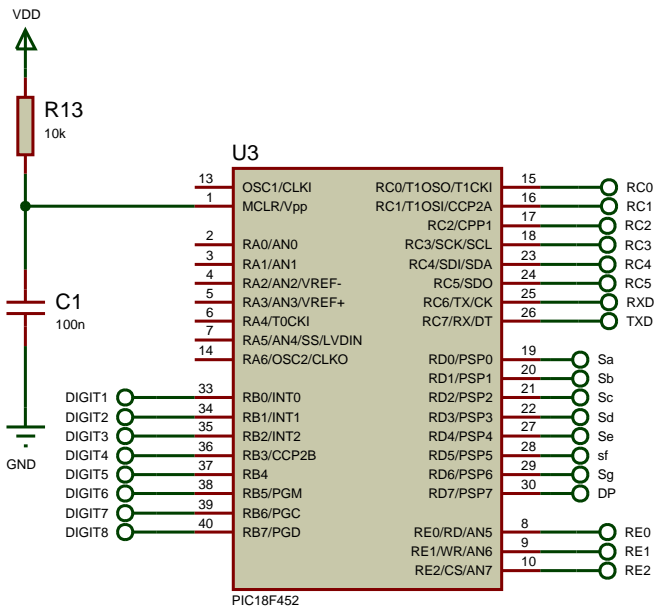 VDD
R13
10k
U3
13 OSC1/CLKI RC0/T1OSO/T1CKI 15 RC0
1 MCLR/Vpp RC1/T1OSI/CCP2A 16 RC1
RC2/CPP1 17 RC2
2 RA0/AN0 RC3/SCK/SCL 18 RC3
3 RA1/AN1 RC4/SDI/SDA 23 RC4
4 RA2/AN2/VREF- RC5/SDO 24 RC5
5 RA3/AN3/VREF+ RC6/TX/CK 25 RXD
6 RA4/T0CKI RC7/RX/DT 26 TXD
7 RA5/AN4/SS/LVDIN
14 RA6/OSC2/CLKO RD0/PSP0 19 Sa
RD1/PSP1 20 Sb
DIGIT1 33 RB0/INT0 RD2/PSP2 21 Sc
DIGIT2 34 RB1/INT1 RD3/PSP3 22 Sd
DIGIT3 35 RB2/INT2 RD4/PSP4 27 Se
DIGIT4 36 RB3/CCP2B RD5/PSP5 28 sf
DIGIT5 37 RB4 RD6/PSP6 29 Sg
DIGIT6 38 RB5/PGM RD7/PSP7 30 DP
DIGIT7 39 RB6/PGC
DIGIT8 40 RB7/PGD RE0/RD/AN5 8 RE0
RE1/WR/AN6 9 RE1
RE2/CS/AN7 10 RE2
C1
100n
GND
PIC18F452